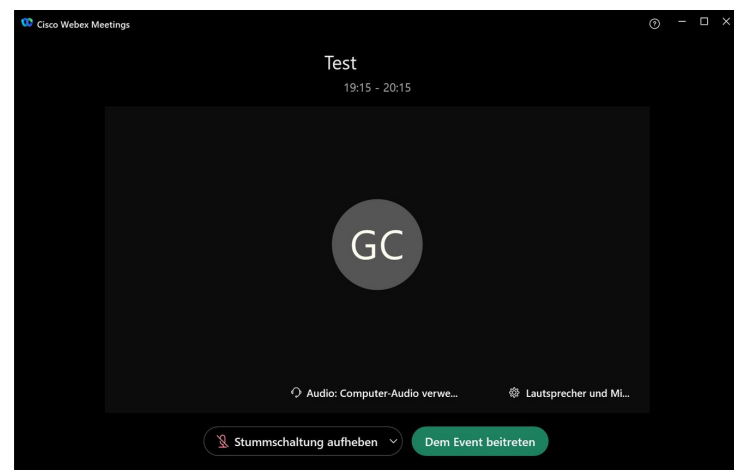 Cisco Webex Meetings
Test
19:15 - 20:15
GC
Audio: Computer-Audio verwe...
Lautsprecher und Mi...
Stummschaltung aufheben
Dem Event beitreten